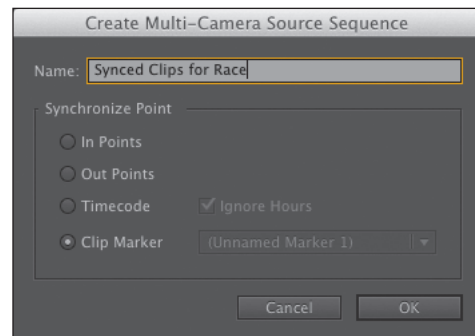 Create Multi-Camera Source Sequence
Name: Synced Clips for Race
Synchronize Point
In Points
Out Points
Timecode Ignore Hours
Clip Marker (Unnamed Marker 1)
Cancel OK